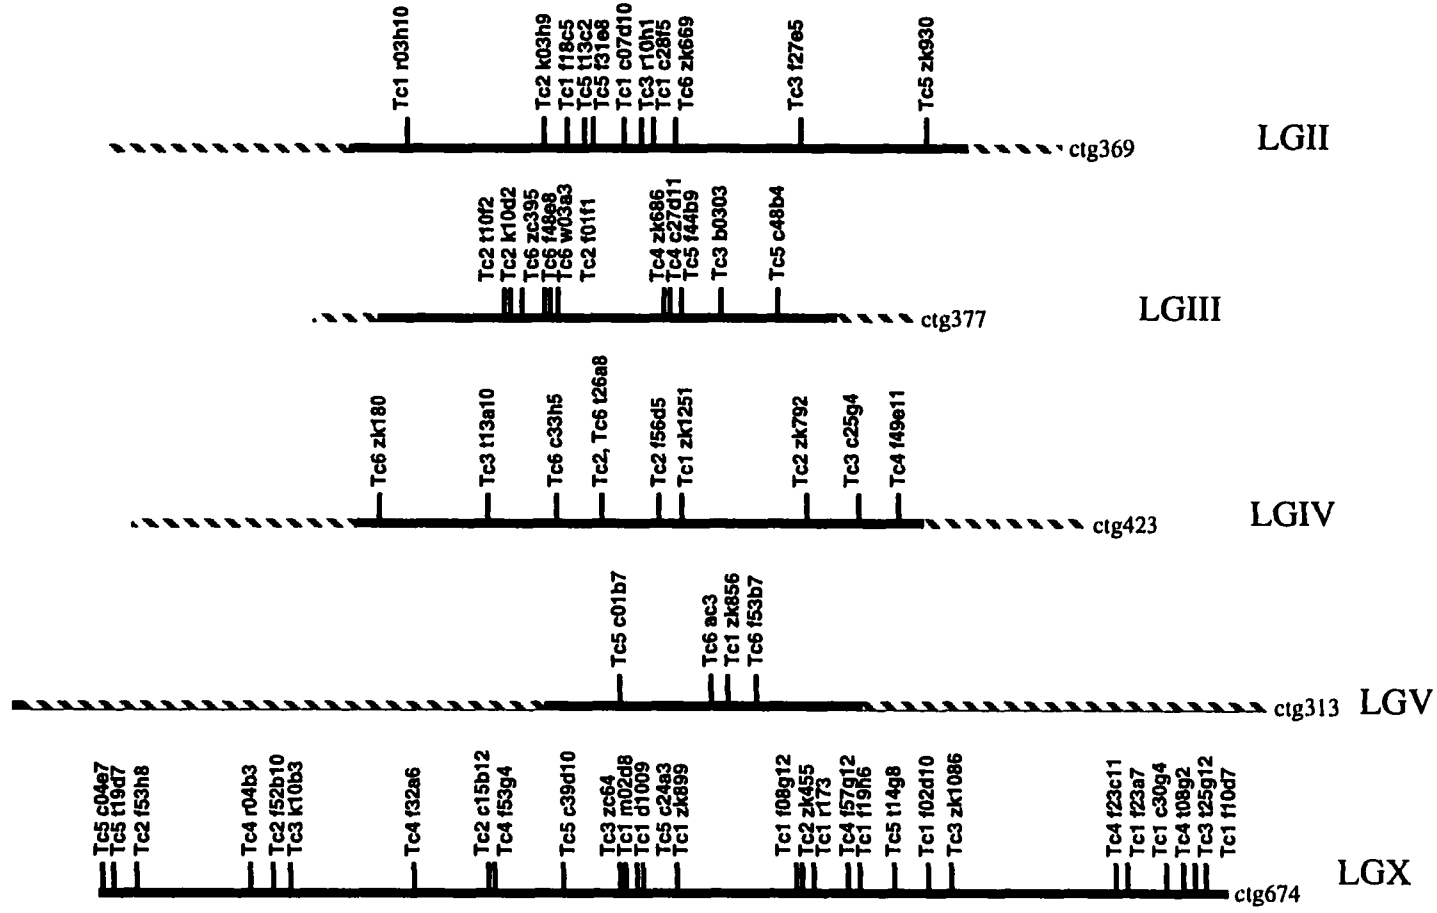 Tc1 r03h10
Tc2 k03h9
Tc1 f18c5
Tc5 t13c2
Tc5 f31e8
Tc1 c07d10
Tc3 r10h1
Tc1 c28f5
Tc6 zk669
Tc3 f27e5
Tc5 zk930
ctg369
LGII
Tc2 t10f2
Tc2 k10d2
Tc6 zc395
Tc6 f48e8
Tc6 w03a3
Tc2 f01f1
Tc4 zk686
Tc4 c27d11
Tc5 f44b9
Tc3 b0303
Tc5 c48b4
ctg377
LGIII
Tc6 zk180
Tc3 t13a10
Tc6 c33h5
Tc2, Tc6 t26a8
Tc2 f56d5
Tc1 zk1251
Tc2 zk792
Tc3 c25g4
Tc4 f49e11
ctg423
LGIV
Tc5 c01b7
Tc6 ac3
Tc1 zk856
Tc6 f53b7
ctg313
LGV
Tc5 c04e7
Tc5 t19d7
Tc2 f53h8
Tc4 r04b3
Tc2 f52b10
Tc3 k10b3
Tc4 f32a6
Tc2 c15b12
Tc4 f53g4
Tc5 c39d10
Tc3 zc64
Tc1 m02d8
Tc1 d1009
Tc5 c24a3
Tc1 zk899
Tc1 f08g12
Tc2 zk455
Tc1 r173
Tc4 f57g12
Tc1 f19h6
Tc5 t14g8
Tc1 f02d10
Tc3 zk1086
Tc4 f23c11
Tc1 f23a7
Tc1 c30g4
Tc4 t08g2
Tc3 t25g12
Tc1 f10d7
ctg674
LGX